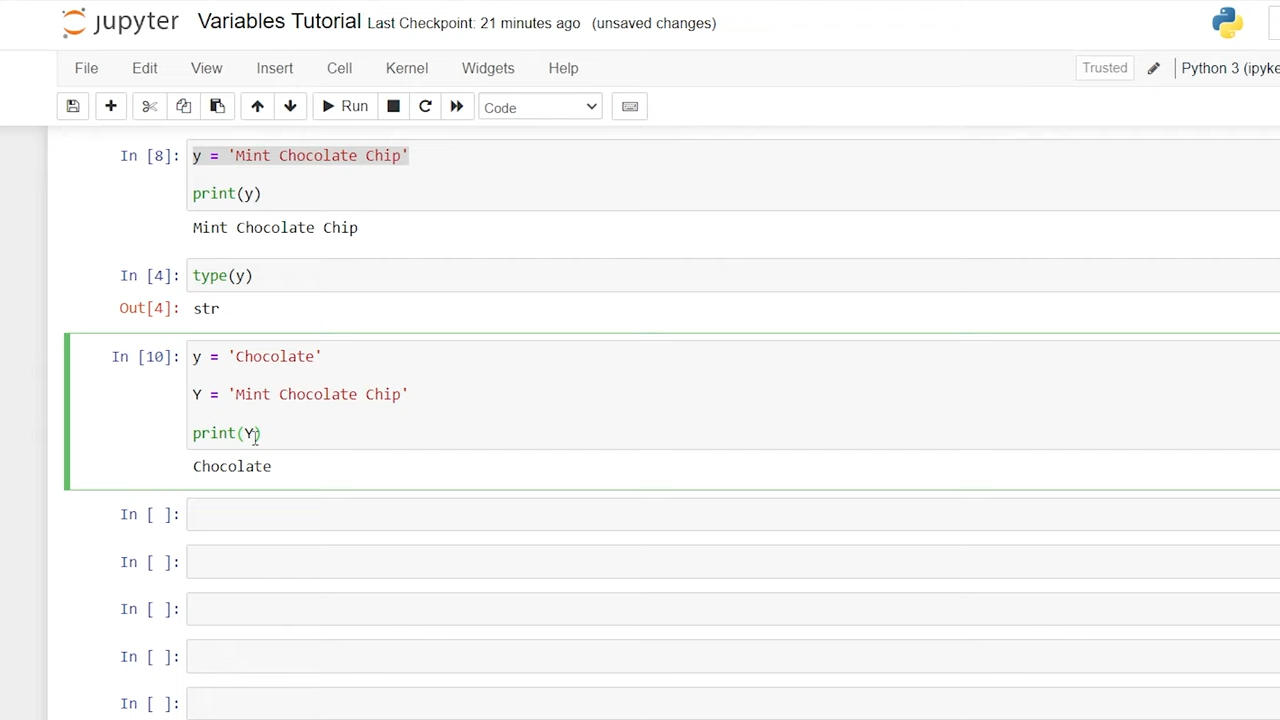 jupyter Variables Tutorial Last Checkpoint: 21 minutes ago (unsaved changes)
File Edit View Insert Cell Kernel Widgets Help Trusted Python 3 (ipyke
Run Code
In [8]: y = 'Mint Chocolate Chip'
print(y)
Mint Chocolate Chip
In [4]: type(y)
Out[4]: str
In [10]: y = 'Chocolate'
Y = 'Mint Chocolate Chip'
print(Y)
Chocolate
In [ ]:
In [ ]:
In [ ]:
In [ ]:
In [ ]: